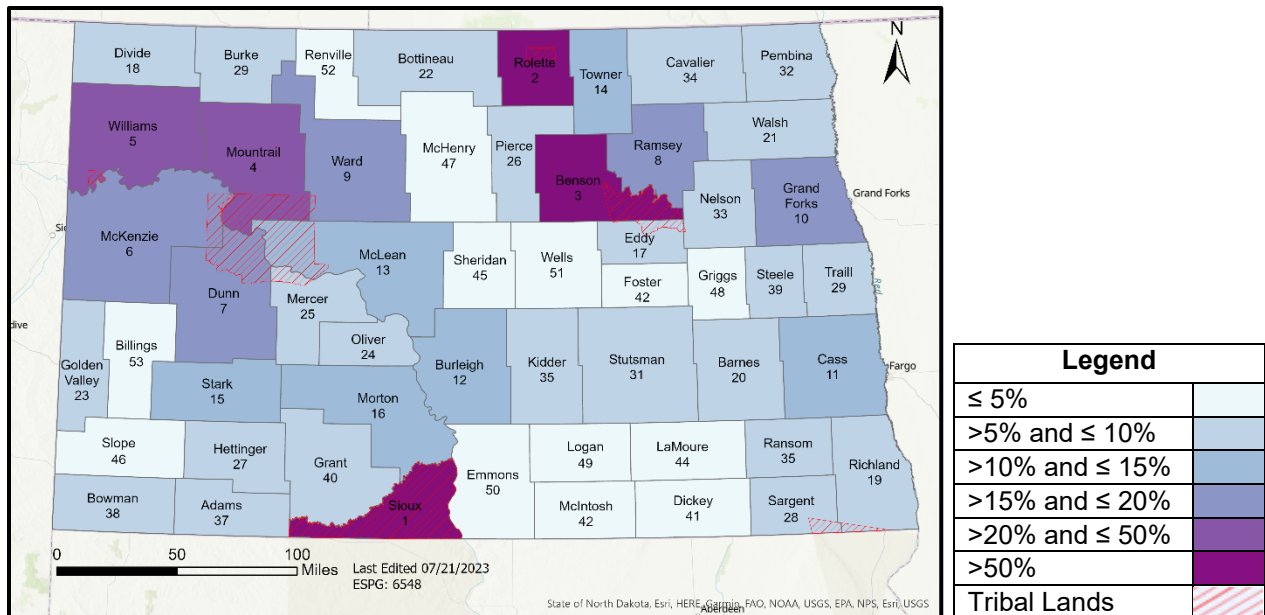 N
Divide
18
Burke
29
Renville
52
Bottineau
22
Rolette
2
Towner
14
Cavalier
34
Pembina
32
Williams
5
Mountrail
4
Ward
9
McHenry
47
Pierce
26
Benson
3
Ramsey
8
Walsh
21
Nelson
33
Grand
Forks
10
Grand Forks
McKenzie
6
Dunn
7
McLean
13
Sheridan
45
Wells
51
Eddy
17
Foster
42
Griggs
48
Steele
39
Traill
29
Red
Mercer
25
Oliver
24
dive
Billings
53
Golden
Valley
23
Stark
15
Morton
16
Burleigh
12
Kidder
35
Stutsman
31
Barnes
20
Cass
11
Fargo
Slope
46
Hettinger
27
Grant
40
Bowman
38
Adams
37
Sioux
1
Emmons
50
Logan
49
LaMoure
44
Ransom
35
Richland
19
McIntosh
42
Dickey
41
Sargent
28
0 50 100
Miles
Last Edited 07/21/2023
ESPG: 6548
State of North Dakota, Esri, HERE, Garmin, FAO, NOAA, USGS, EPA, NPS, Esri, USGS
Aberdeen
Legend
≤ 5%
>5% and ≤ 10%
>10% and ≤ 15%
>15% and ≤ 20%
>20% and ≤ 50%
>50%
Tribal Lands